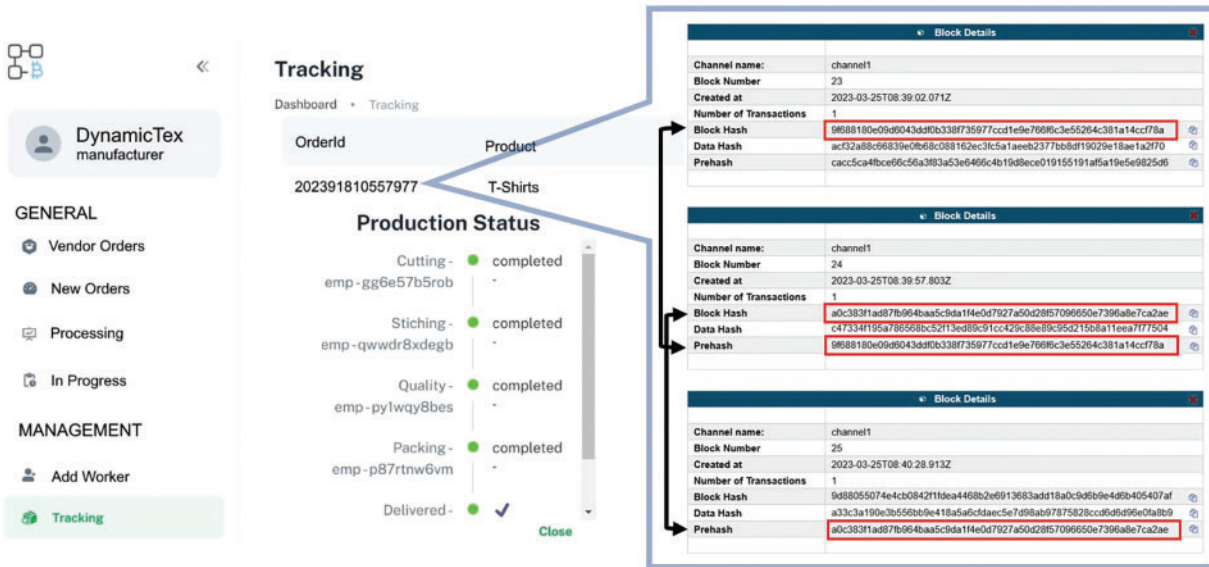 DynamicTex
manufacturer
GENERAL
Vendor Orders
New Orders
Processing
In Progress
MANAGEMENT
Add Worker
Tracking
Tracking
Dashboard • Tracking
OrderId Product
202391810557977 T-Shirts
Production Status
Cutting - completed
emp-gg6e57b5rob -
Stiching - completed
emp-qwwdr8xdegb -
Quality - completed
emp-py1wqy8bes -
Packing - completed
emp-p87rtnw6vm -
Delivered -
Close
Block Details
Channel name: channel1
Block Number 23
Created at 2023-03-25T08:39:02.071Z
Number of Transactions 1
Block Hash 9f688180e09d6043ddf0b338f735977ccd1e9e766f6c3e55264c381a14ccf78a
Data Hash acf32a88c66839e0fb68c088162ec3fc5a1aeeb2377bb8df19029e18ae1a2f70
Prehash cacc5ca4fbce66c56a3f83a53e6466c4b19d8ece019155191af5a19e5e9825d6
Block Details
Channel name: channel1
Block Number 24
Created at 2023-03-25T08:39:57.803Z
Number of Transactions 1
Block Hash a0c383f1ad87fb964baa5c9da1f4e0d7927a50d28f57096650e7396a8e7ca2ae
Data Hash c47334f195a786568bc52f13ed89c91cc429c88e89c95d215b8a11eea7f77504
Prehash 9f688180e09d6043ddf0b338f735977ccd1e9e766f6c3e55264c381a14ccf78a
Block Details
Channel name: channel1
Block Number 25
Created at 2023-03-25T08:40:28.913Z
Number of Transactions 1
Block Hash 9d88055074e4cb0842f1fdea4468b2e6913683add18a0c9d6b9e4d6b405407af
Data Hash a33c3a190e3b556bb9e418a5a6cfdaec5e7d98ab97875828ccd6d6d96e0fa8b9
Prehash a0c383f1ad87fb964baa5c9da1f4e0d7927a50d28f57096650e7396a8e7ca2ae